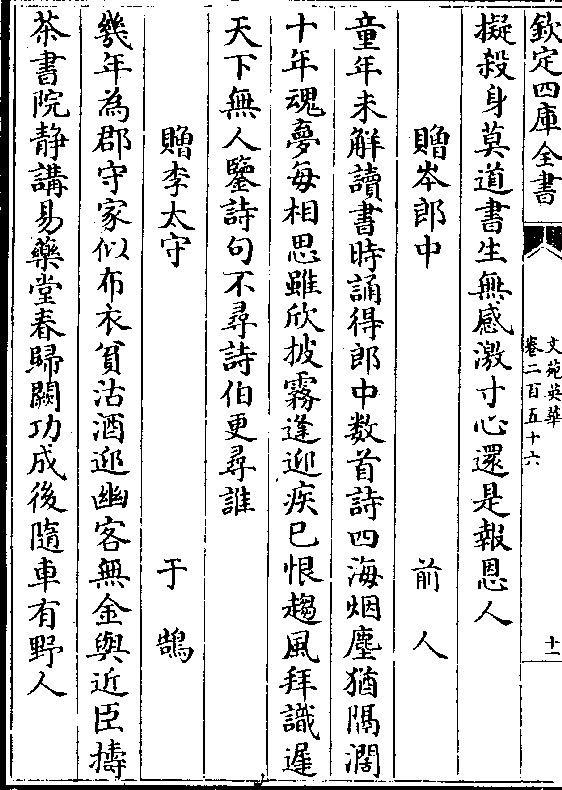 欽定四庫全書
文苑英華
卷二百五十六
十二
擬殺身莫道書生無感激寸心還是報恩人
贈岑郎中 前人
童年未解讀書時誦得郎中数首詩四海烟塵猶隔濶
十年魂夢每相思雖欣披霧逢迎疾已恨趨風拜識遲
天下無人鑒詩句不尋詩伯更尋誰
贈李太守 于鵠
幾年為郡守家似布衣貧沽酒迎幽客無金與近臣擣
茶書院静講易藥堂春歸闕功成後隨車有野人